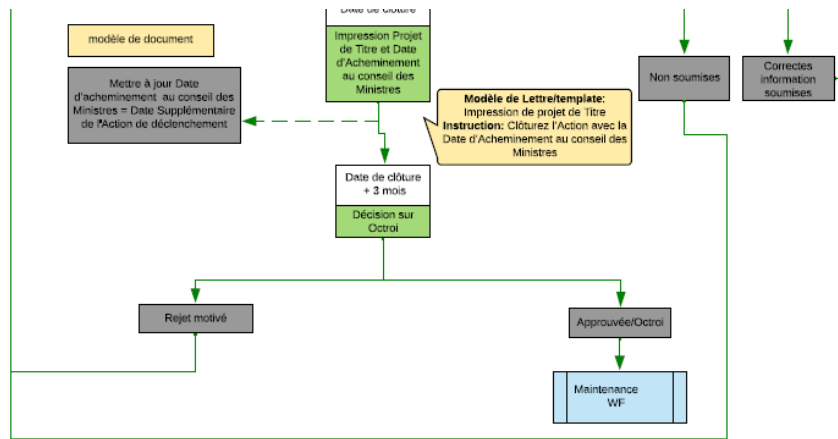 Date de clôture
modèle de document
Impression Projet
de Titre et Date
d'Acheminement
au conseil des
Ministres
Mettre à jour Date
d'acheminement au conseil des
Ministres = Date Supplémentaire
de l'Action de déclenchement
Modèle de Lettre/template:
Impression de projet de Titre
Instruction: Clôturez l'Action avec la
Date d'Acheminement au conseil des
Ministres
Non soumises
Correctes
information
soumises
Date de clôture
+ 3 mois
Décision sur
Octroi
Rejet motivé
Approuvée/Octroi
Maintenance
WF